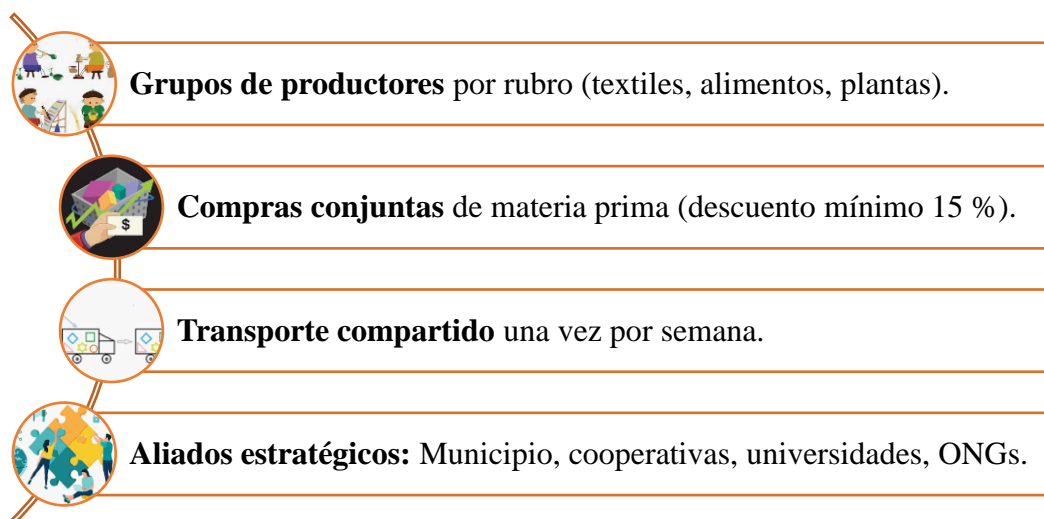 Grupos de productores por rubro (textiles, alimentos, plantas).
Compras conjuntas de materia prima (descuento mínimo 15 %).
$
Transporte compartido una vez por semana.
Aliados estratégicos: Municipio, cooperativas, universidades, ONGs.